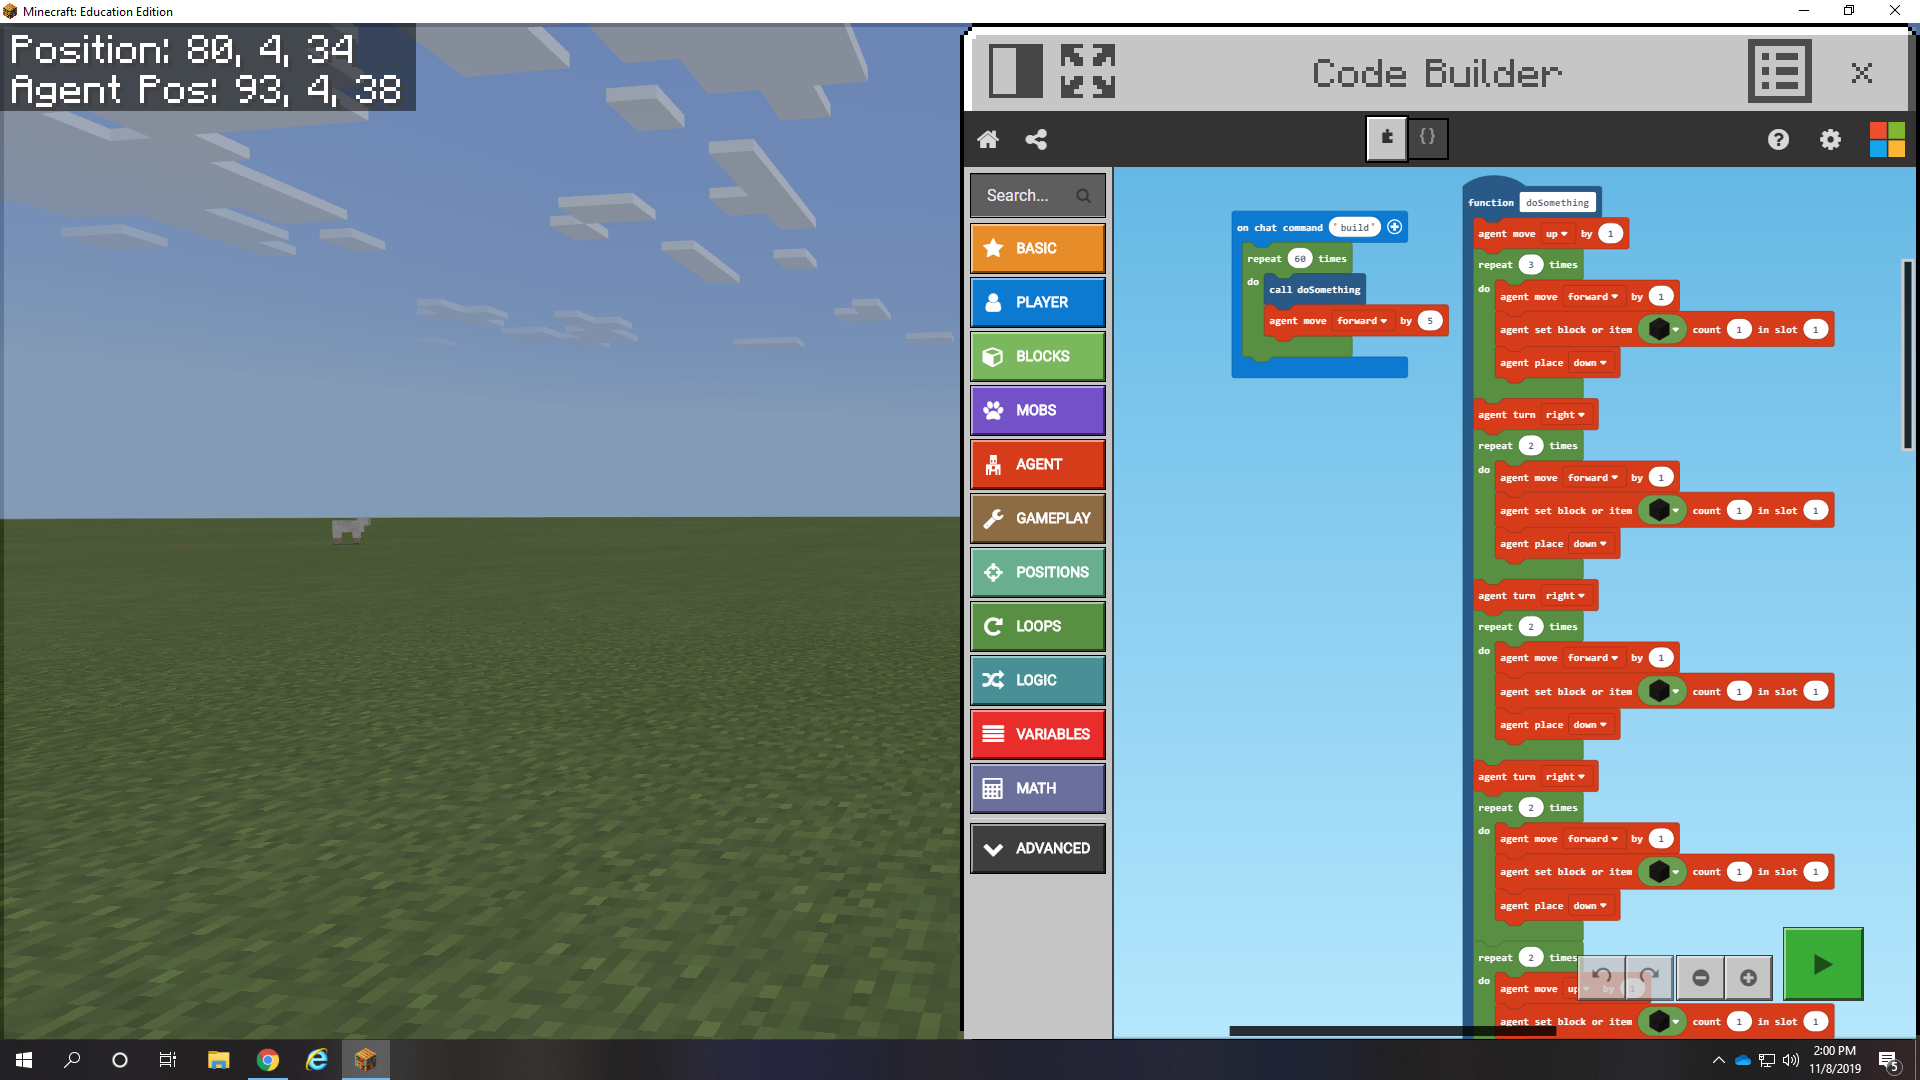 Minecraft: Education Edition
Position: 80, 4, 34
Agent Pos: 93, 4, 38
Code Builder
{}
Search...
BASIC
PLAYER
BLOCKS
MOBS
AGENT
GAMEPLAY
POSITIONS
LOOPS
LOGIC
VARIABLES
MATH
ADVANCED
on chat command "build"
repeat 60 times
do
call doSomething
agent move forward by 5
function doSomething
agent move up by 1
repeat 3 times
do
agent move forward by 1
agent set block or item count 1 in slot 1
agent place down
agent turn right
repeat 2 times
do
agent move forward by 1
agent set block or item count 1 in slot 1
agent place down
agent turn right
repeat 2 times
do
agent move forward by 1
agent set block or item count 1 in slot 1
agent place down
agent turn right
repeat 2 times
do
agent move forward by 1
agent set block or item count 1 in slot 1
agent place down
repeat 2 times
do
agent move up by 1
agent set block or item count 1 in slot 1
2:00 PM
11/8/2019
5